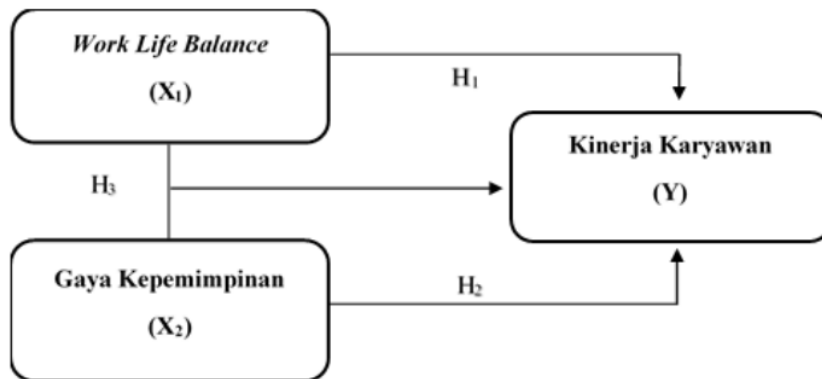 Work Life Balance
(X₁)
H₁
Kinerja Karyawan
(Y)
H₃
Gaya Kepemimpinan
(X₂)
H₂